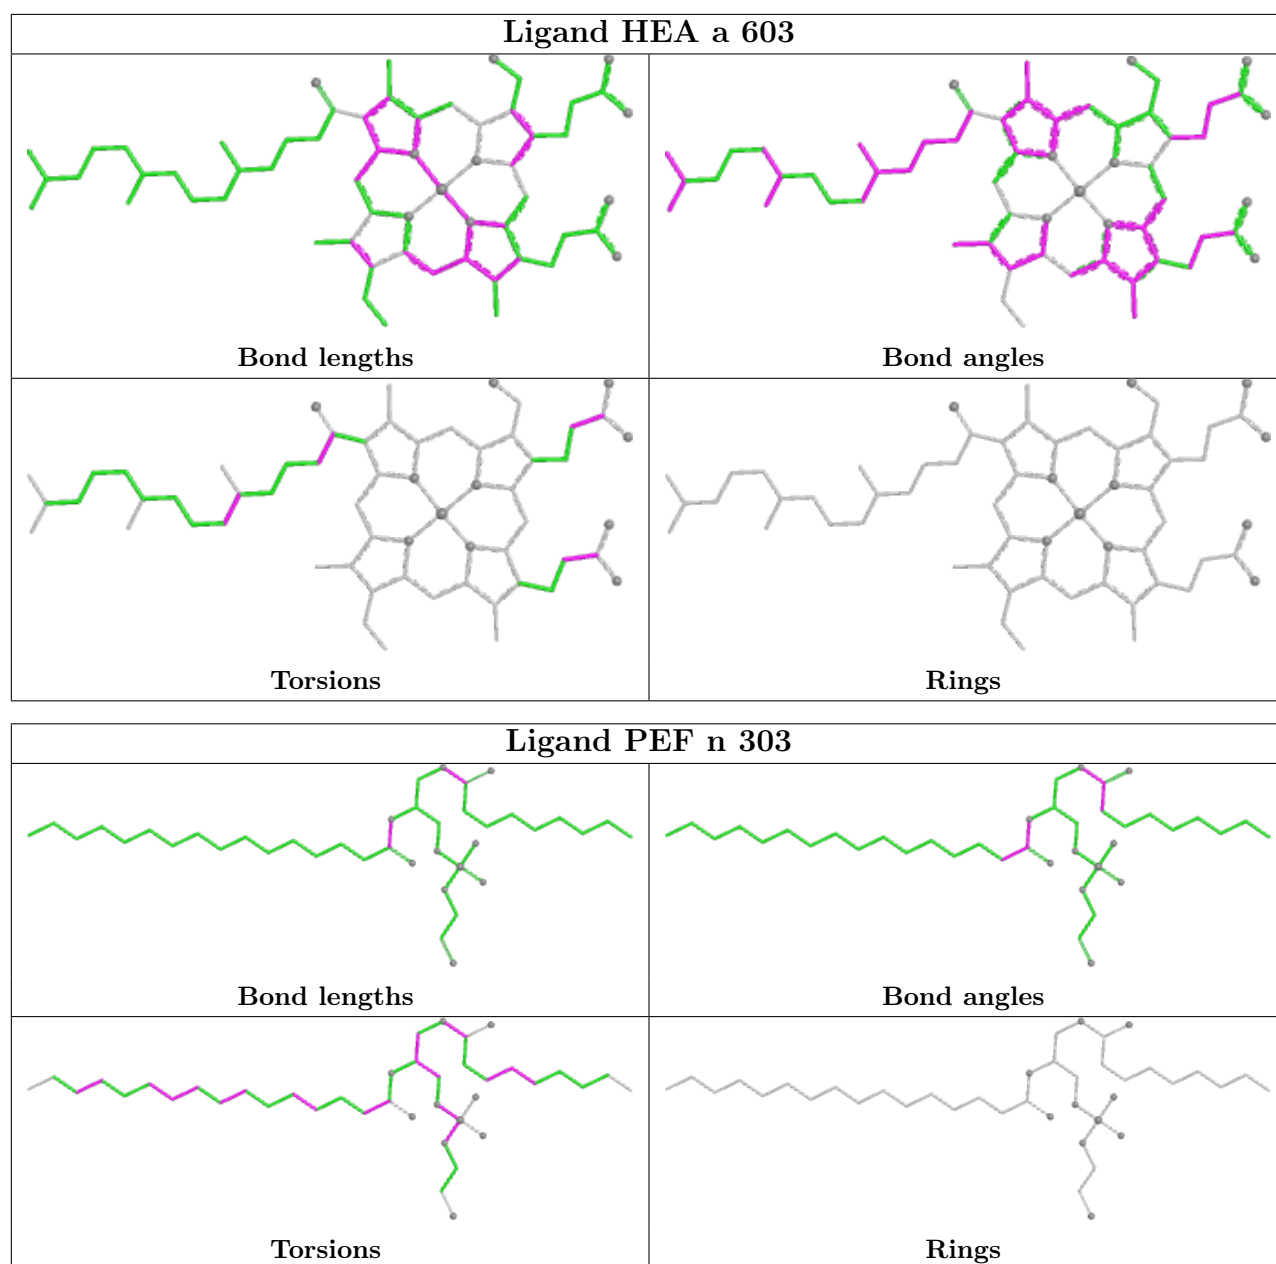 Ligand HEA a 603
Bond lengths
Bond angles
Torsions
Rings
Ligand PEF n 303
Bond lengths
Bond angles
Torsions
Rings